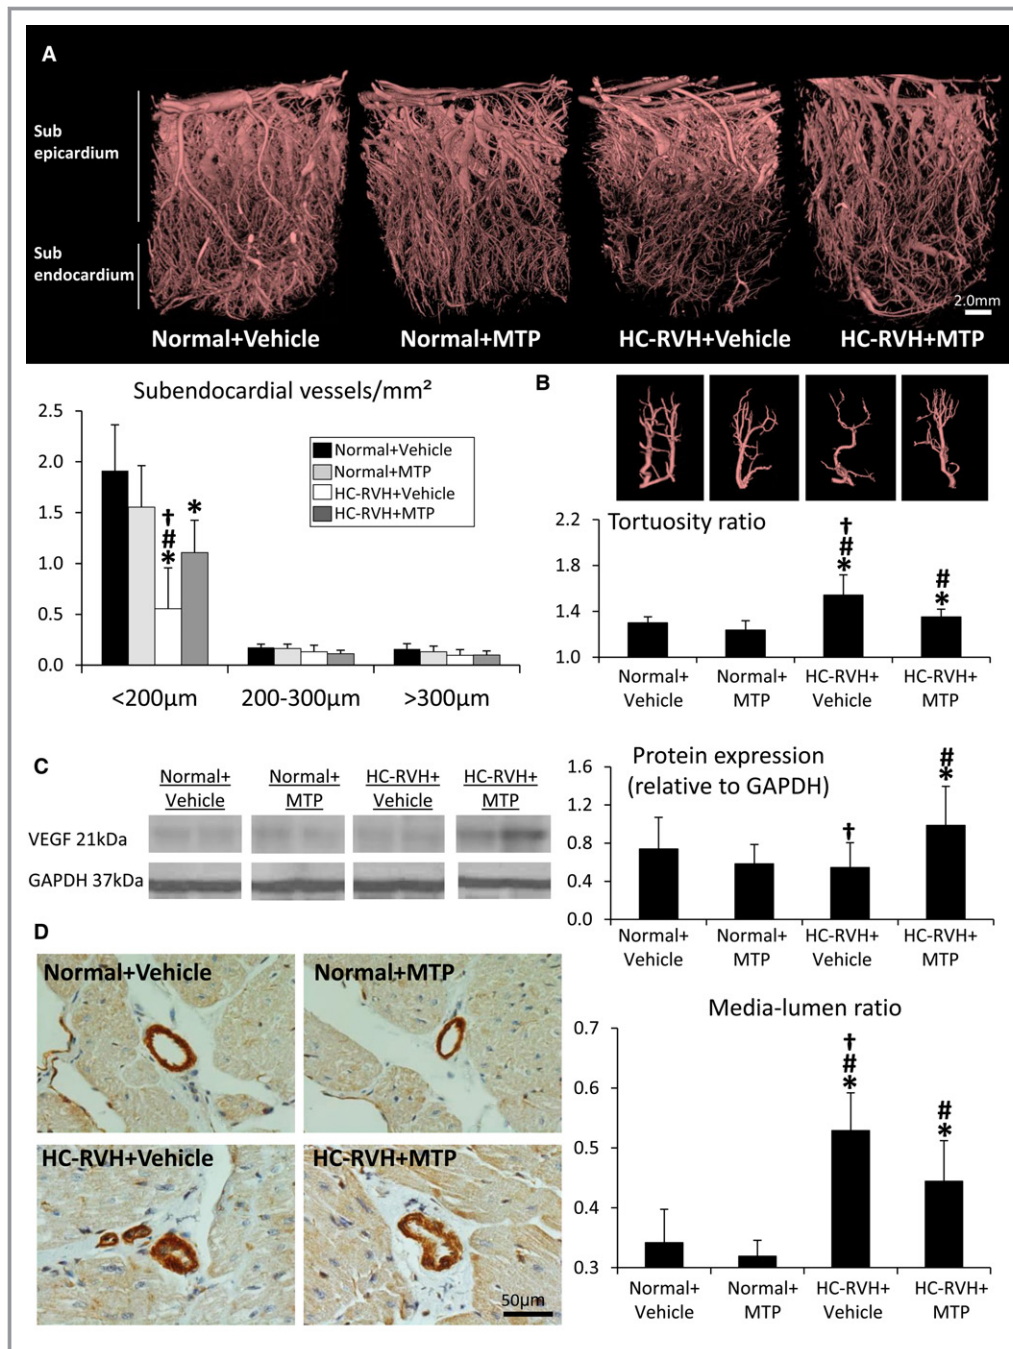 A
Sub
epicardium
Sub
endocardium
2.0mm
Normal+Vehicle Normal+MTP HC-RVH+Vehicle HC-RVH+MTP
Subendocardial vessels/mm²
2.5
2.0
1.5
1.0
0.5
0.0
Normal+Vehicle
Normal+MTP
HC-RVH+Vehicle
HC-RVH+MTP
†
#
*
*
<200µm 200-300µm >300µm
B
Tortuosity ratio
2.2
1.8
1.4
1.0
†
#
*
#
*
Normal+
Vehicle
Normal+
MTP
HC-RVH+
Vehicle
HC-RVH+
MTP
C
Normal+
Vehicle
Normal+
MTP
HC-RVH+
Vehicle
HC-RVH+
MTP
VEGF 21kDa
GAPDH 37kDa
Protein expression
(relative to GAPDH)
1.6
1.2
0.8
0.4
0.0
†
#
*
Normal+
Vehicle
Normal+
MTP
HC-RVH+
Vehicle
HC-RVH+
MTP
D
Normal+Vehicle
Normal+MTP
HC-RVH+Vehicle
HC-RVH+MTP
50µm
Media-lumen ratio
0.7
0.6
0.5
0.4
0.3
†
#
*
#
*
Normal+
Vehicle
Normal+
MTP
HC-RVH+
Vehicle
HC-RVH+
MTP